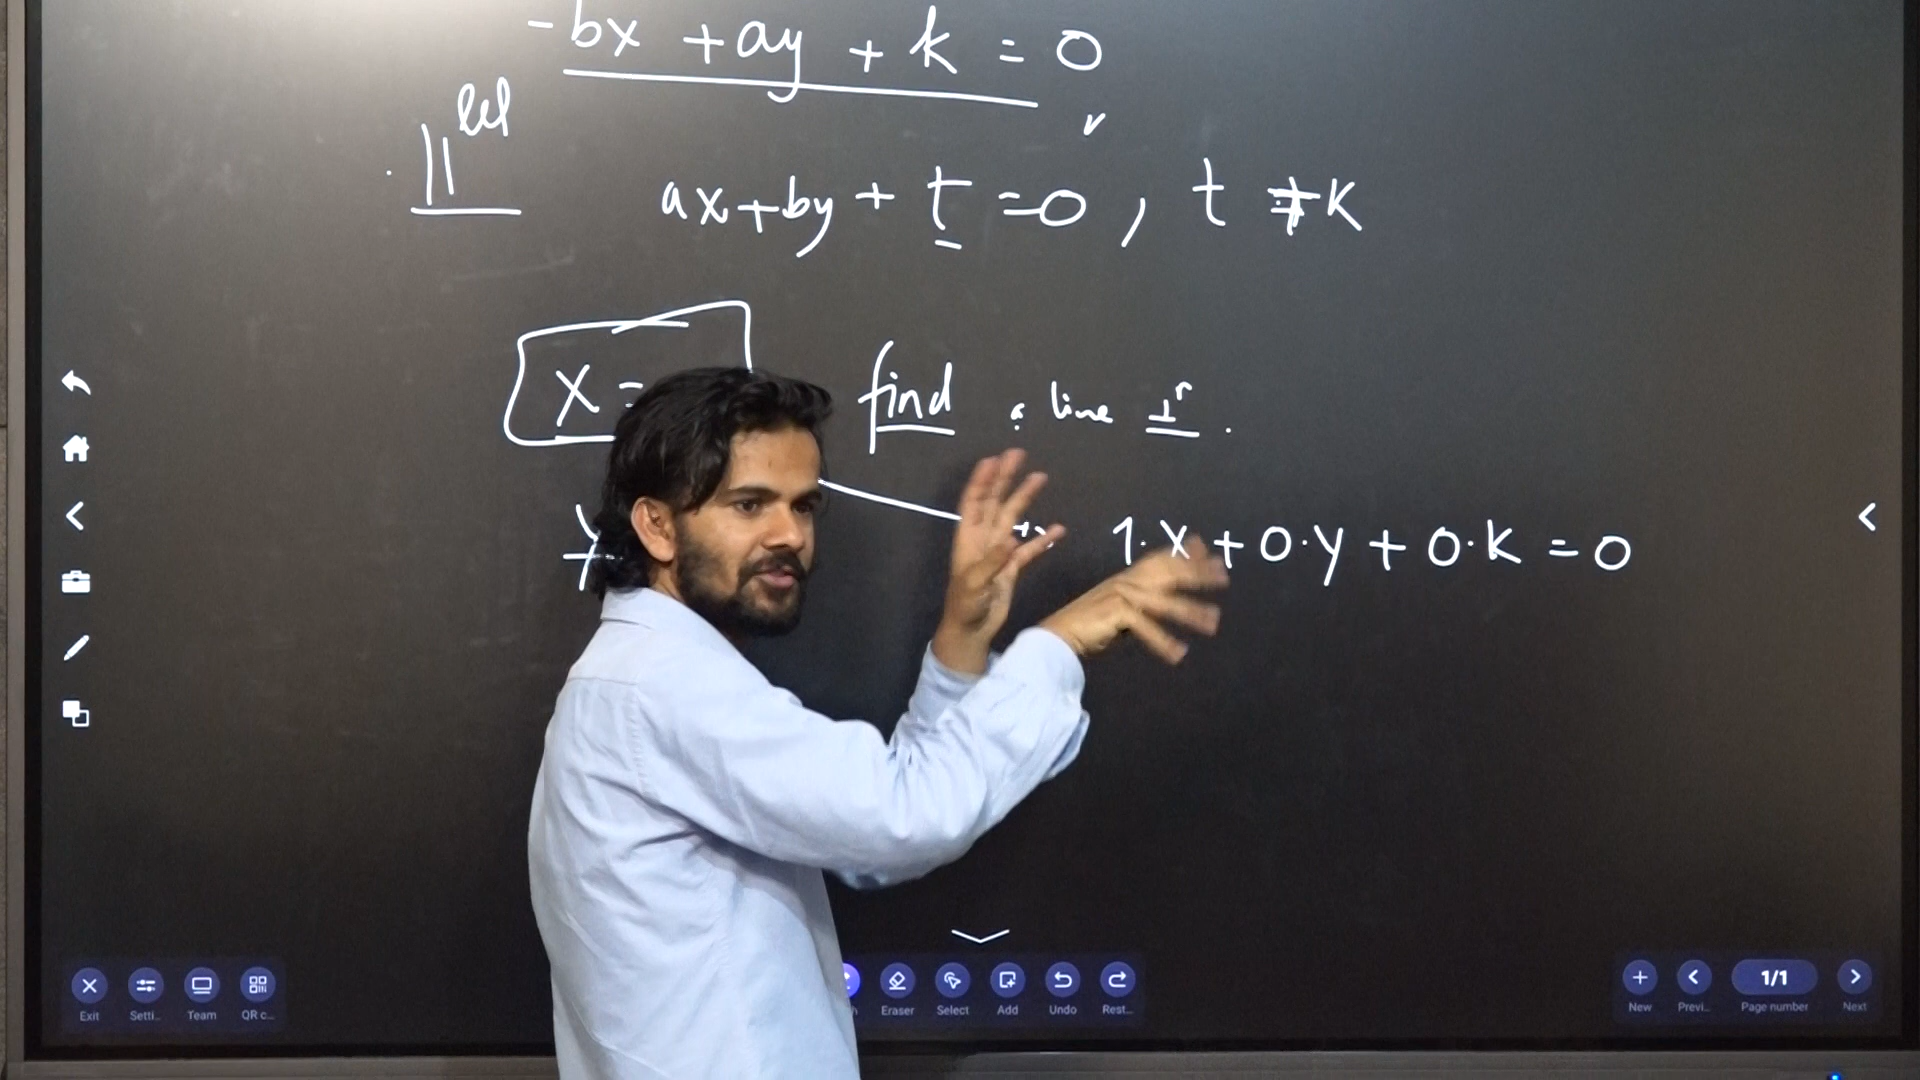 -bx + ay + k = 0
||lel
ax + by + t = 0, t ≠ k
x =
find a line ⊥r.
y
1·x + 0·y + 0·k = 0
Exit Setti.. Team QR c... Eraser Select Add Undo Rest... New Previ.. 1/1 Page number Next